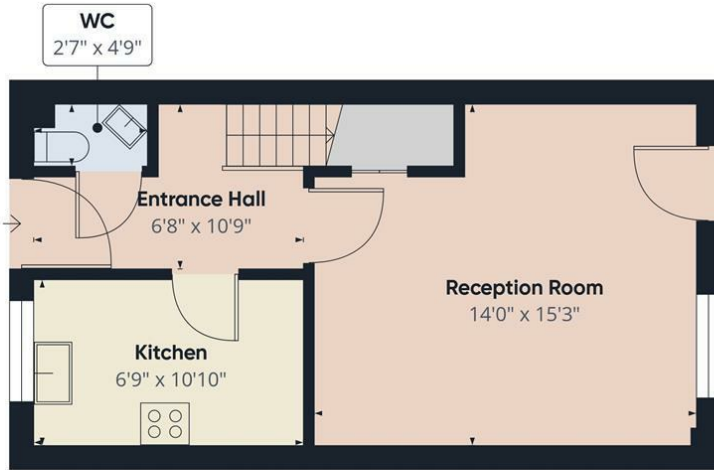 WC
2'7" x 4'9"
Entrance Hall
6'8" x 10'9"
Reception Room
14'0" x 15'3"
Kitchen
6'9" x 10'10"